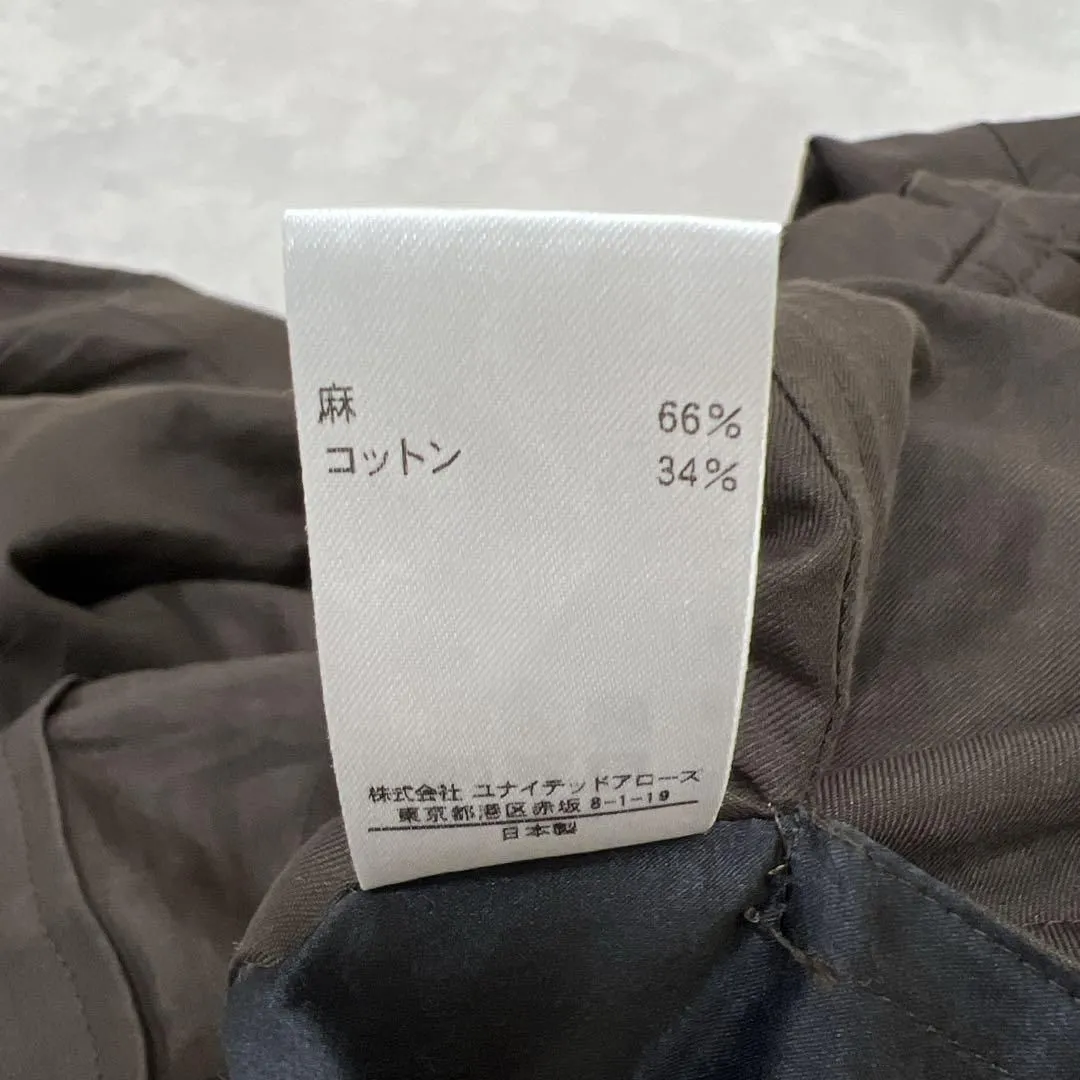 麻 66%
コットン 34%
株式会社 ユナイテッドアローズ
東京都港区赤坂 8-1-19
日本製